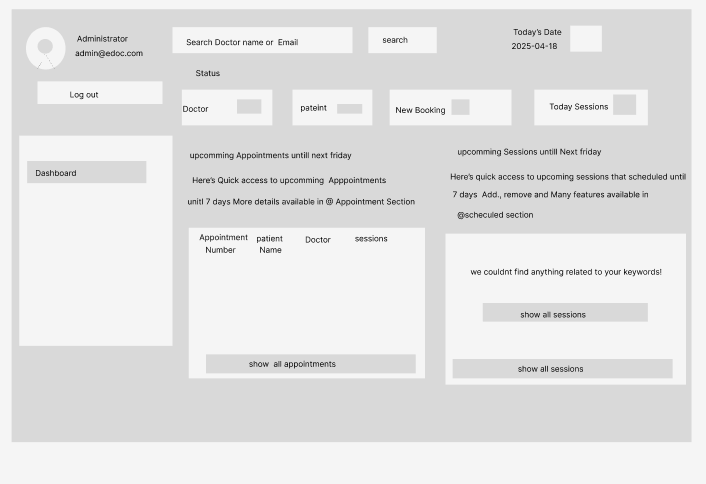 Administrator
admin@edoc.com
Search Doctor name or  Email
search
Today's Date
2025-04-18
Log out
Status
Doctor
pateint
New Booking
Today Sessions
Dashboard
upcomming Appointments untill next friday
Here's Quick access to upcomming  Apppointments
unitl 7 days More details available in @ Appointment Section
upcomming Sessions untill Next friday
Here's quick access to upcoming sessions that scheduled until
7 days  Add., remove and Many features available in
@scheculed section
Appointment
Number
patient
Name
Doctor
sessions
show  all appointments
we couldnt find anything related to your keywords!
show all sessions
show all sessions